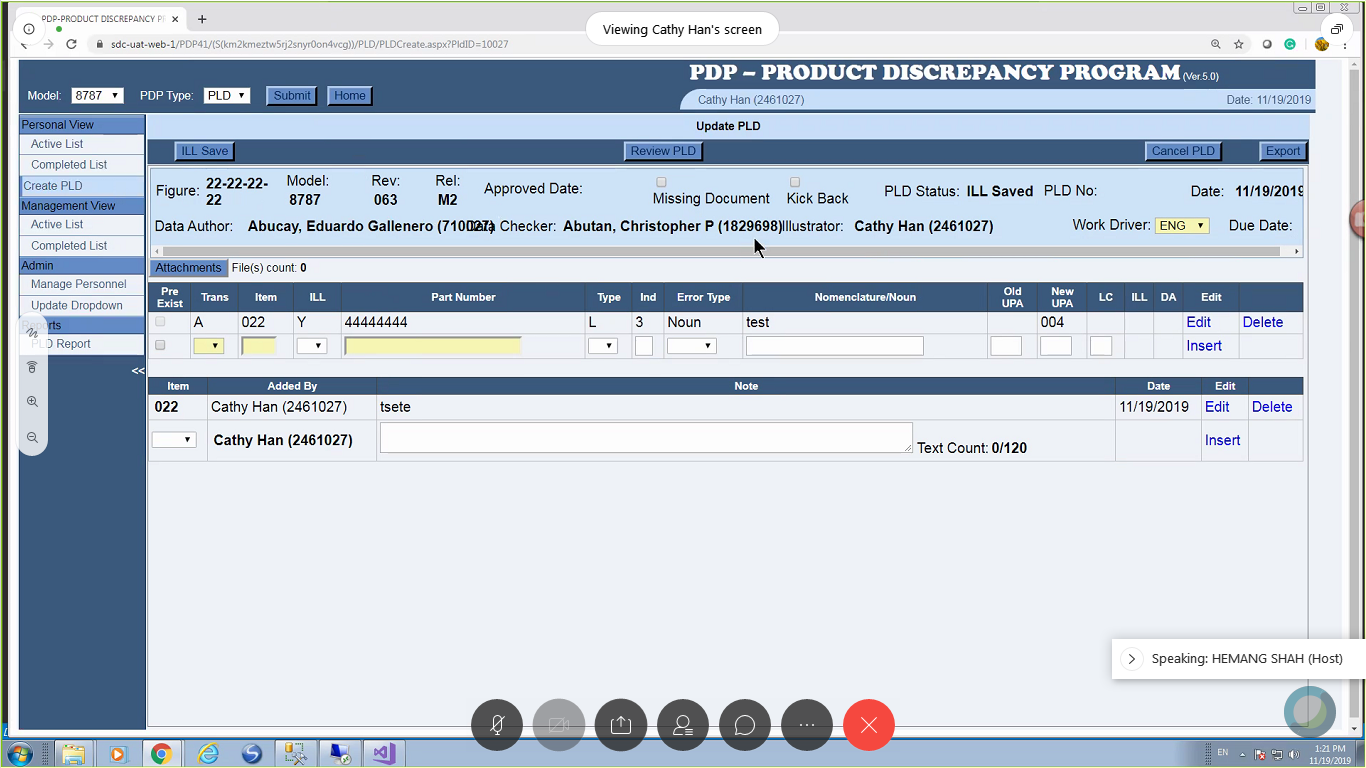 PDP-PRODUCT DISCREPANCY PR
Viewing Cathy Han's screen
sdc-uat-web-1/PDP41/(S(km2kmeztw5rj2snyr0on4vcg))/PLD/PLDCreate.aspx?PldID=10027
PDP – PRODUCT DISCREPANCY PROGRAM (Ver.5.0)
Model: 8787 PDP Type: PLD Submit Home
Cathy Han (2461027) Date: 11/19/2019
Personal View
Active List
Completed List
Create PLD
Management View
Active List
Completed List
Admin
Manage Personnel
Update Dropdown
PLD Report
<<
Update PLD
ILL Save Review PLD Cancel PLD Export
Figure: 22-22-22-22 Model: 8787 Rev: 063 Rel: M2 Approved Date: Missing Document Kick Back PLD Status: ILL Saved PLD No: Date: 11/19/2019
Data Author: Abucay, Eduardo Gallenero (710027) Data Checker: Abutan, Christopher P (1829698) Illustrator: Cathy Han (2461027) Work Driver: ENG Due Date:
Attachments File(s) count: 0
Pre Exist Trans Item ILL Part Number Type Ind Error Type Nomenclature/Noun Old UPA New UPA LC ILL DA Edit
A 022 Y 44444444 L 3 Noun test 004 Edit Delete
Insert
Item Added By Note Date Edit
022 Cathy Han (2461027) tsete 11/19/2019 Edit Delete
Cathy Han (2461027) Text Count: 0/120 Insert
Speaking: HEMANG SHAH (Host)
EN 1:21 PM
11/19/2019